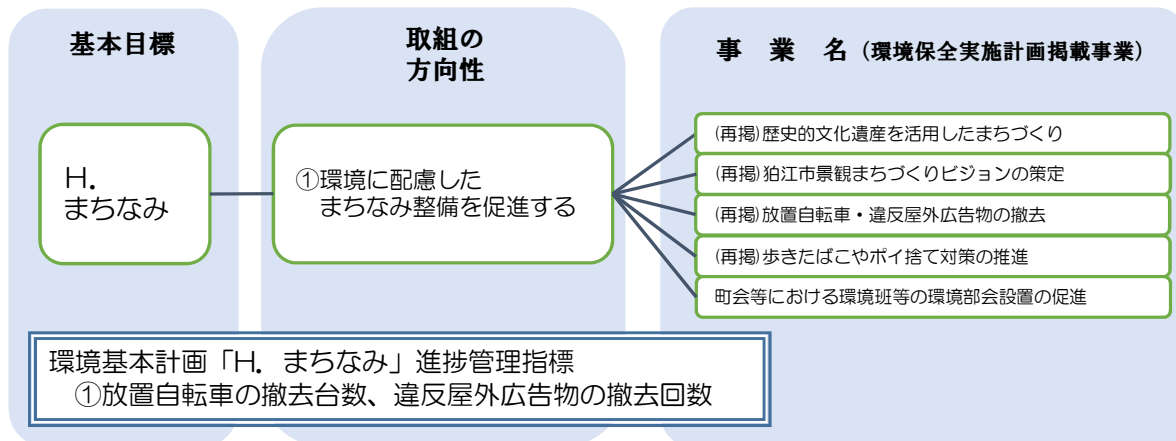 基本目標
取組の
方向性
事 業 名（環境保全実施計画掲載事業）
H．
まちなみ
①環境に配慮した
まちなみ整備を促進する
(再掲)歴史的文化遺産を活用したまちづくり
(再掲)狛江市景観まちづくりビジョンの策定
(再掲)放置自転車・違反屋外広告物の撤去
(再掲)歩きたばこやポイ捨て対策の推進
町会等における環境班等の環境部会設置の促進
環境基本計画「H．まちなみ」進捗管理指標
①放置自転車の撤去台数、違反屋外広告物の撤去回数